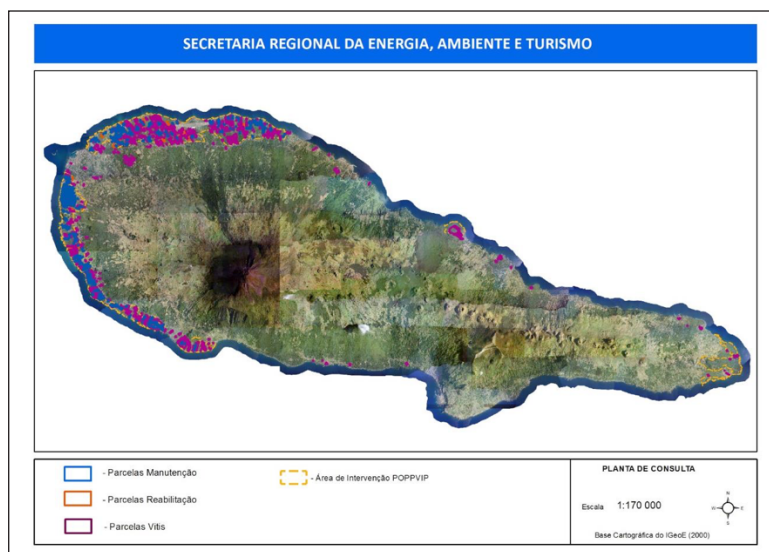 SECRETARIA REGIONAL DA ENERGIA, AMBIENTE E TURISMO
- Parcelas Manutenção
- Parcelas Reabilitação
- Parcelas Vitis
- Área de Intervenção POPPVIP
PLANTA DE CONSULTA
Escala 1:170 000
N
W E
S
Base Cartográfica do IGeoE (2000)